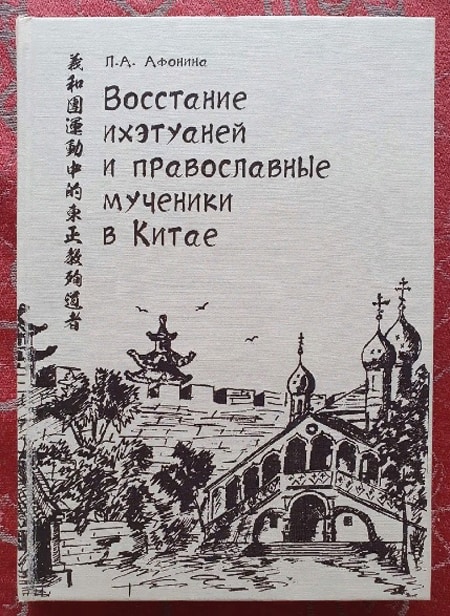 Л.А. Афонина
Восстание
ихэтуаней
и православные
мученики
в Китае
義和團運動中的東正教殉道者